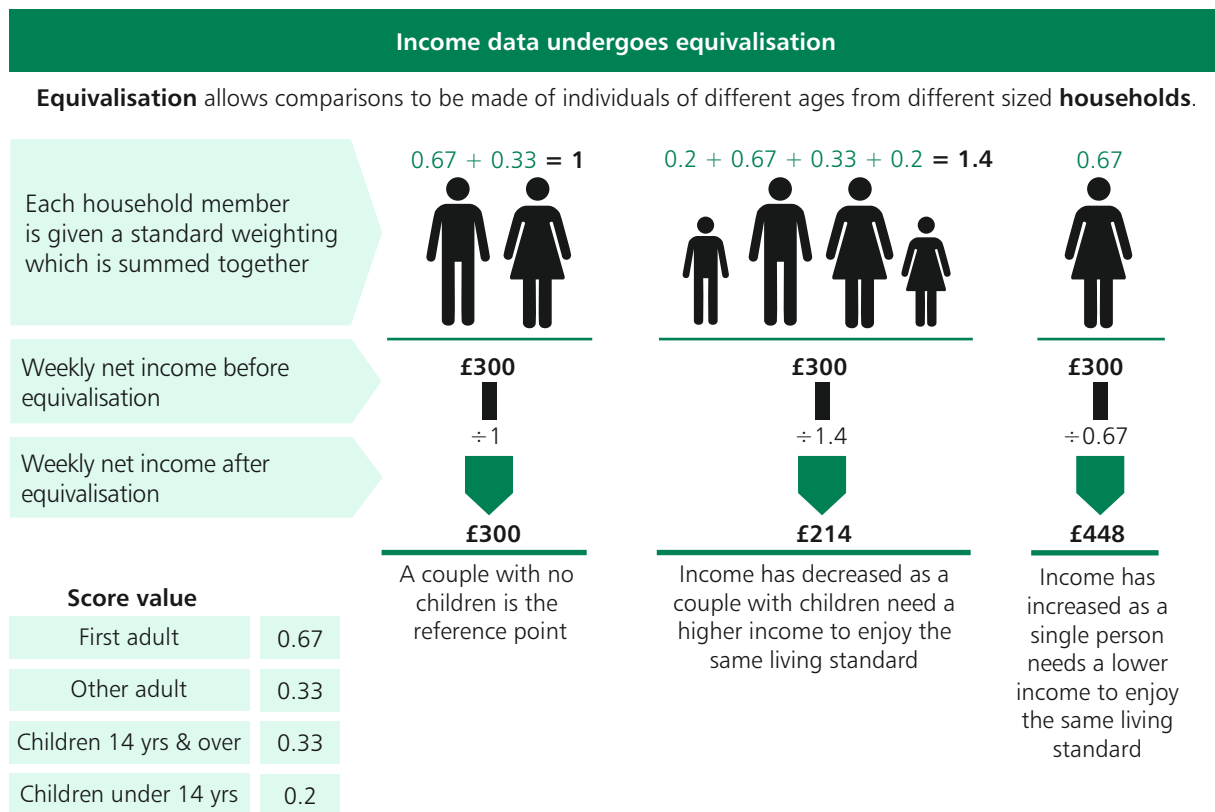 Income data undergoes equivalisation
Equivalisation allows comparisons to be made of individuals of different ages from different sized households.
Each household member
is given a standard weighting
which is summed together
0.67 + 0.33 = 1
0.2 + 0.67 + 0.33 + 0.2 = 1.4
0.67
Weekly net income before
equivalisation
£300
£300
£300
÷1
÷1.4
÷0.67
Weekly net income after
equivalisation
£300
£214
£448
A couple with no
children is the
reference point
Income has decreased as a
couple with children need a
higher income to enjoy the
same living standard
Income has
increased as a
single person
needs a lower
income to enjoy
the same living
standard
Score value
First adult 0.67
Other adult 0.33
Children 14 yrs & over 0.33
Children under 14 yrs 0.2